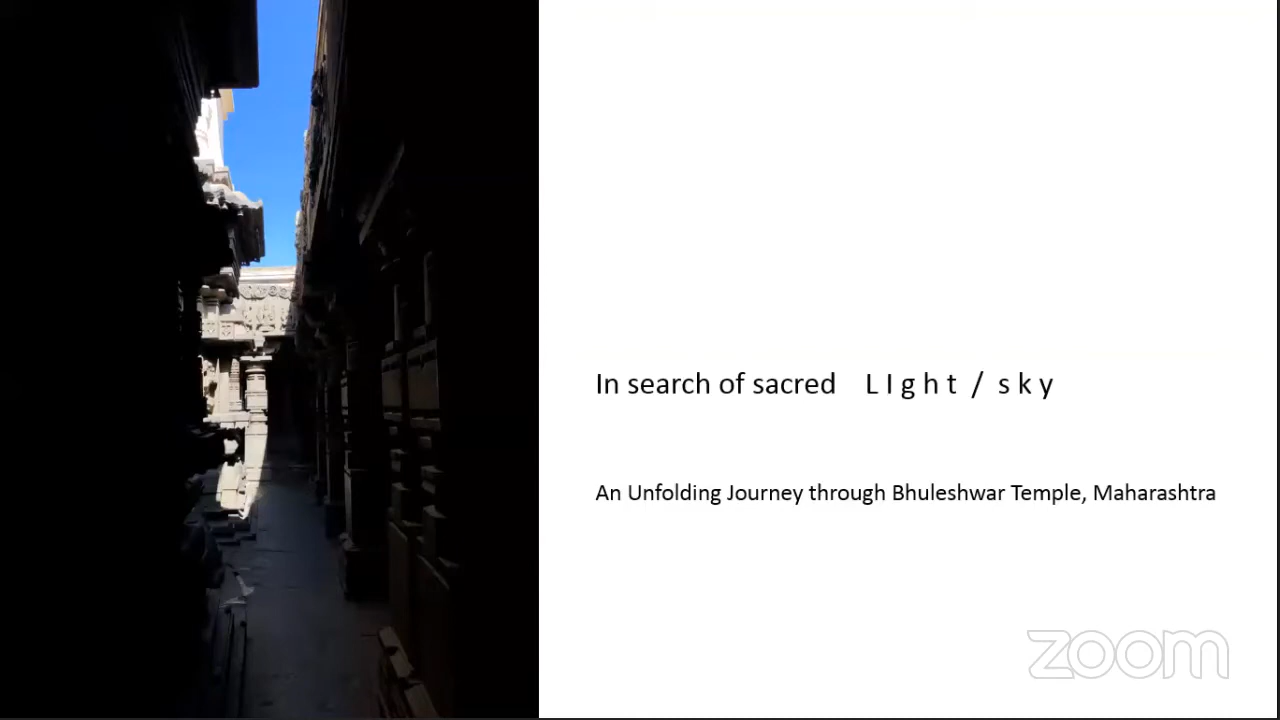 In search of sacred L I g h t / s k y
An Unfolding Journey through Bhuleshwar Temple, Maharashtra
zoom